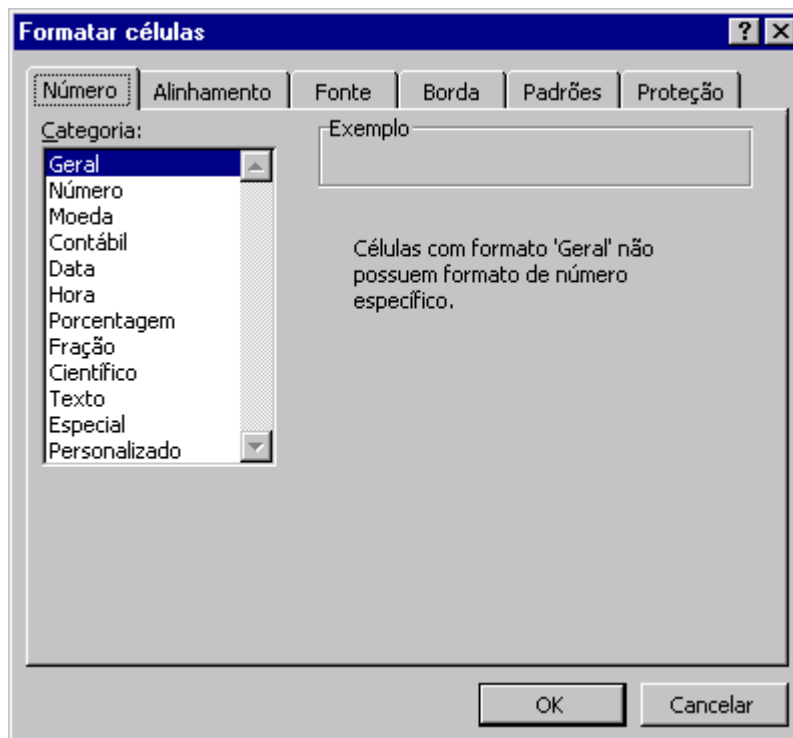 Formatar células
Número Alinhamento Fonte Borda Padrões Proteção
Categoria:
Geral
Número
Moeda
Contábil
Data
Hora
Porcentagem
Fração
Científico
Texto
Especial
Personalizado
Exemplo
Células com formato 'Geral' não
possuem formato de número
específico.
OK Cancelar